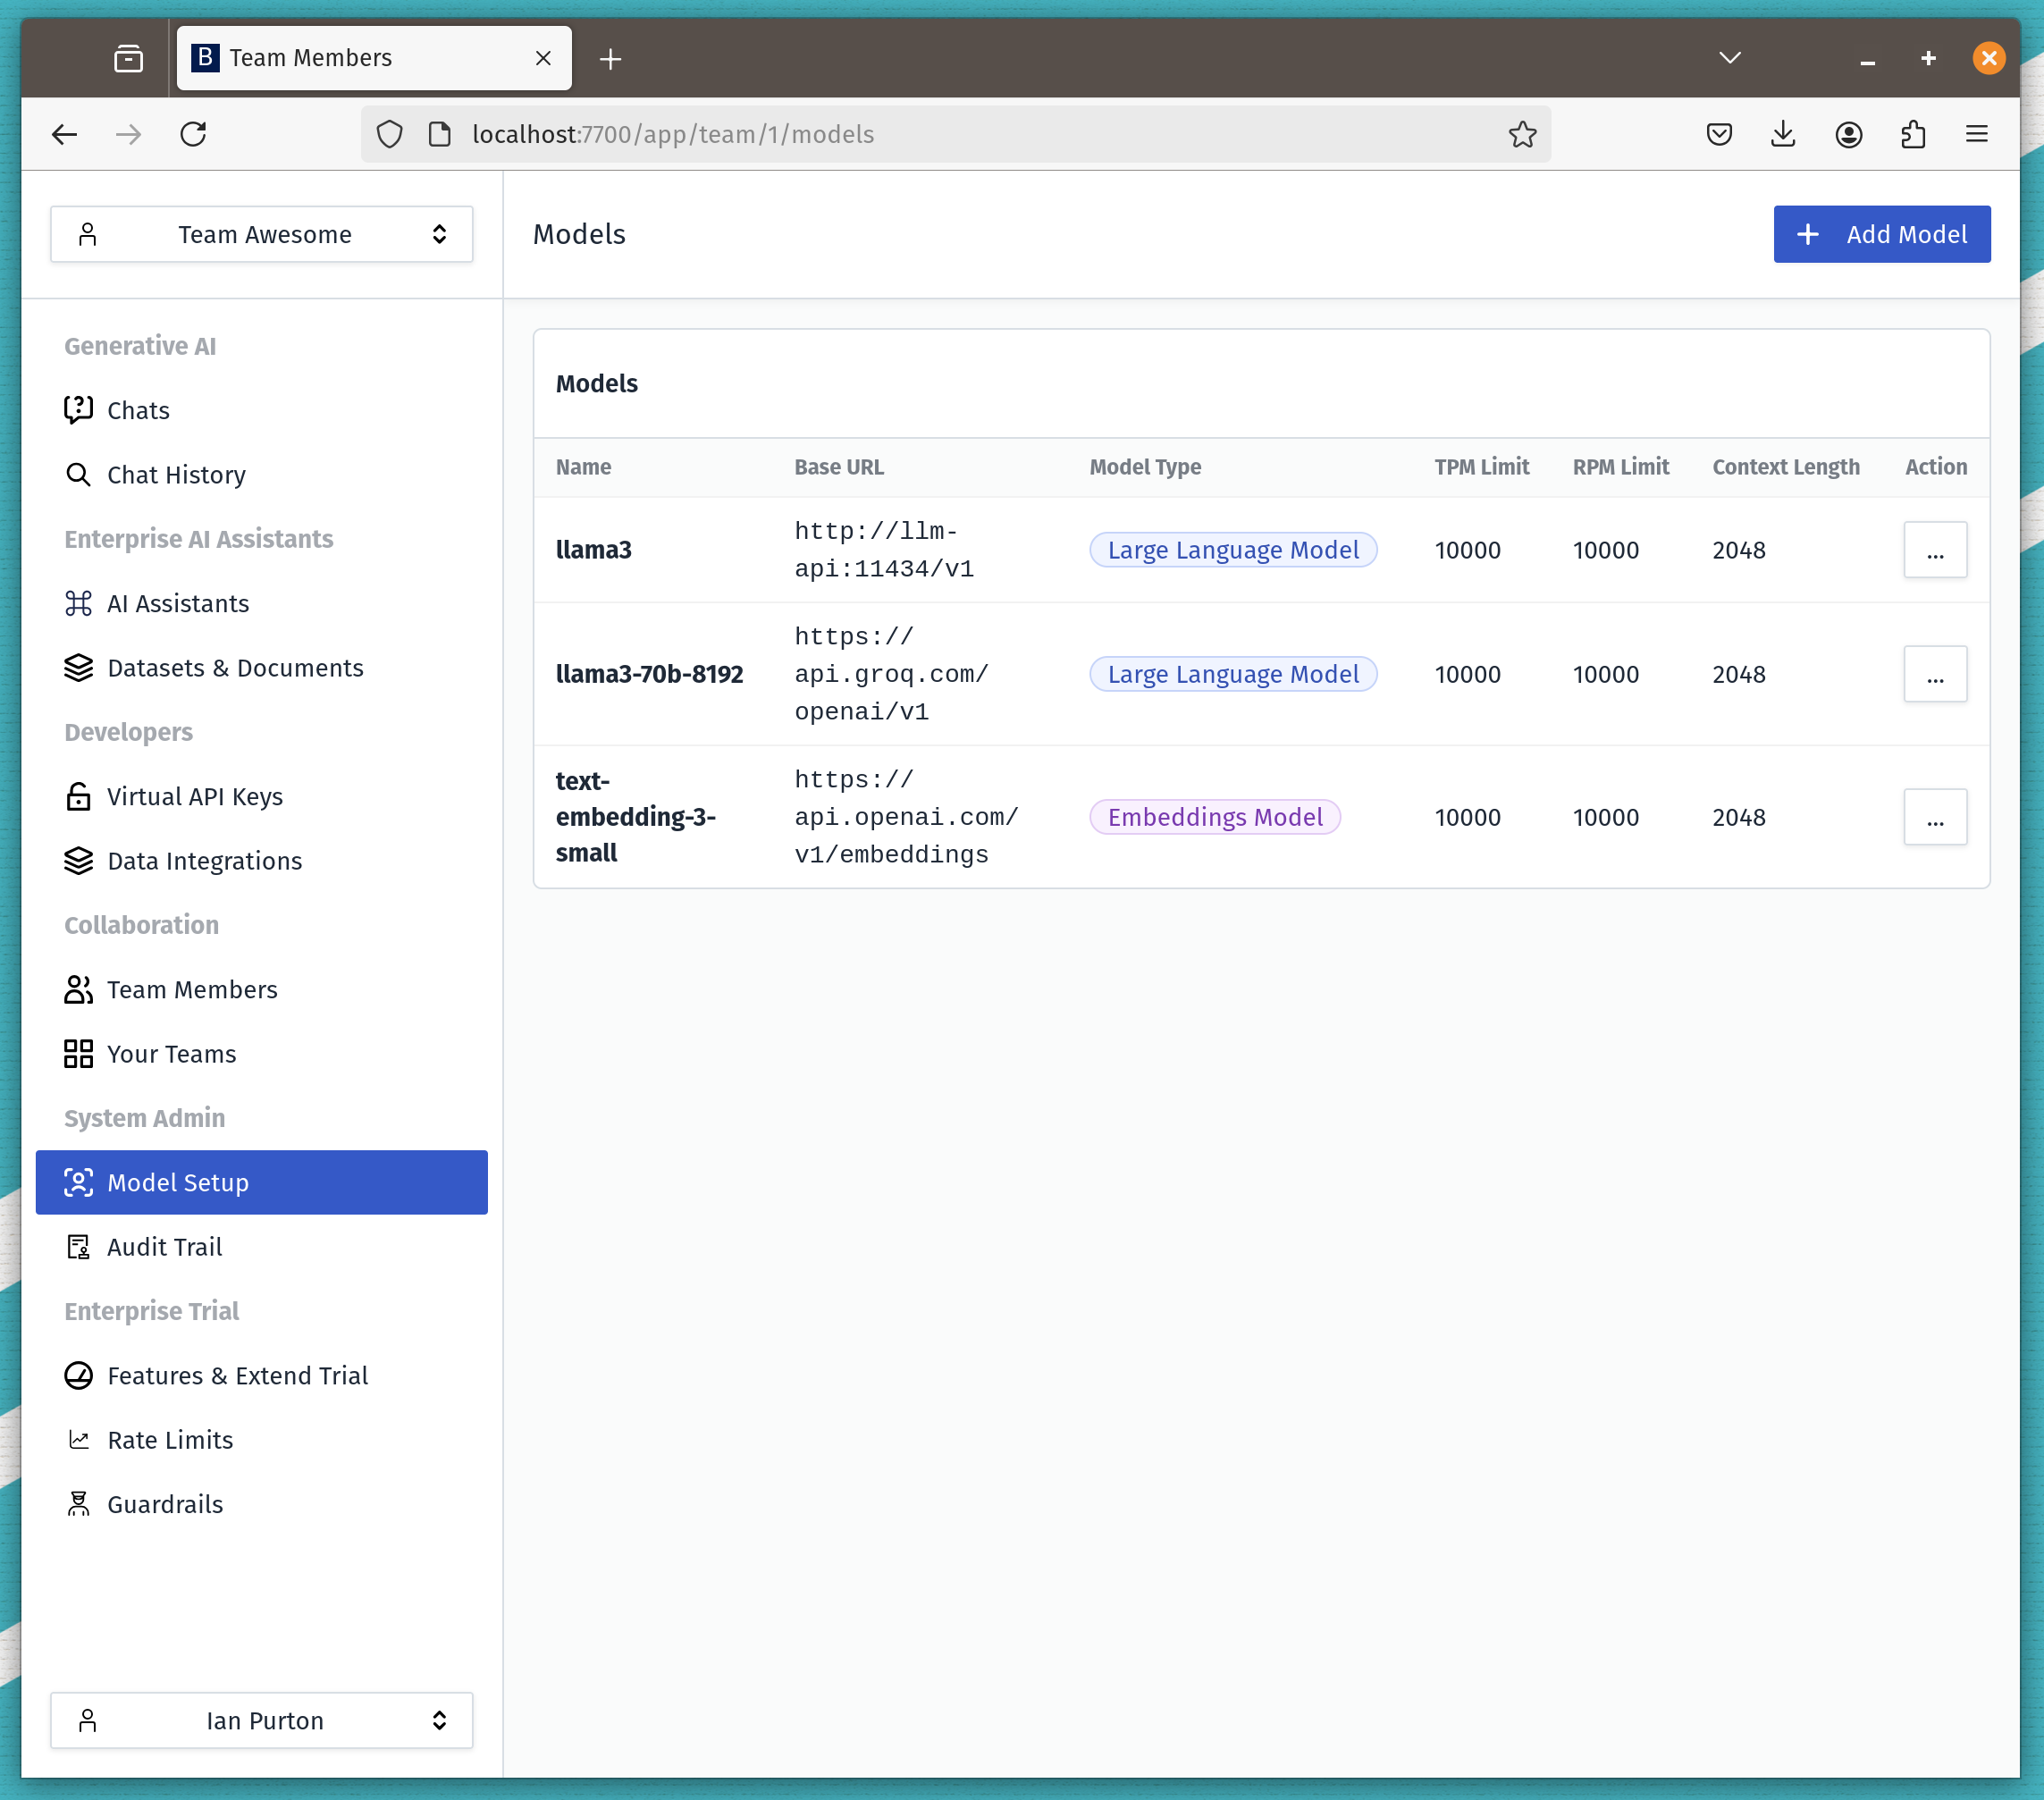 B Team Members
localhost:7700/app/team/1/models
Team Awesome
Models
Add Model
Generative AI
Chats
Chat History
Enterprise AI Assistants
AI Assistants
Datasets & Documents
Developers
Virtual API Keys
Data Integrations
Collaboration
Team Members
Your Teams
System Admin
Model Setup
Audit Trail
Enterprise Trial
Features & Extend Trial
Rate Limits
Guardrails
Ian Purton
Models
Name Base URL Model Type TPM Limit RPM Limit Context Length Action
llama3 http://llm- Large Language Model 10000 10000 2048 ...
api:11434/v1
https://
llama3-70b-8192 api.groq.com/ Large Language Model 10000 10000 2048 ...
openai/v1
text- https://
embedding-3- api.openai.com/ Embeddings Model 10000 10000 2048 ...
small v1/embeddings